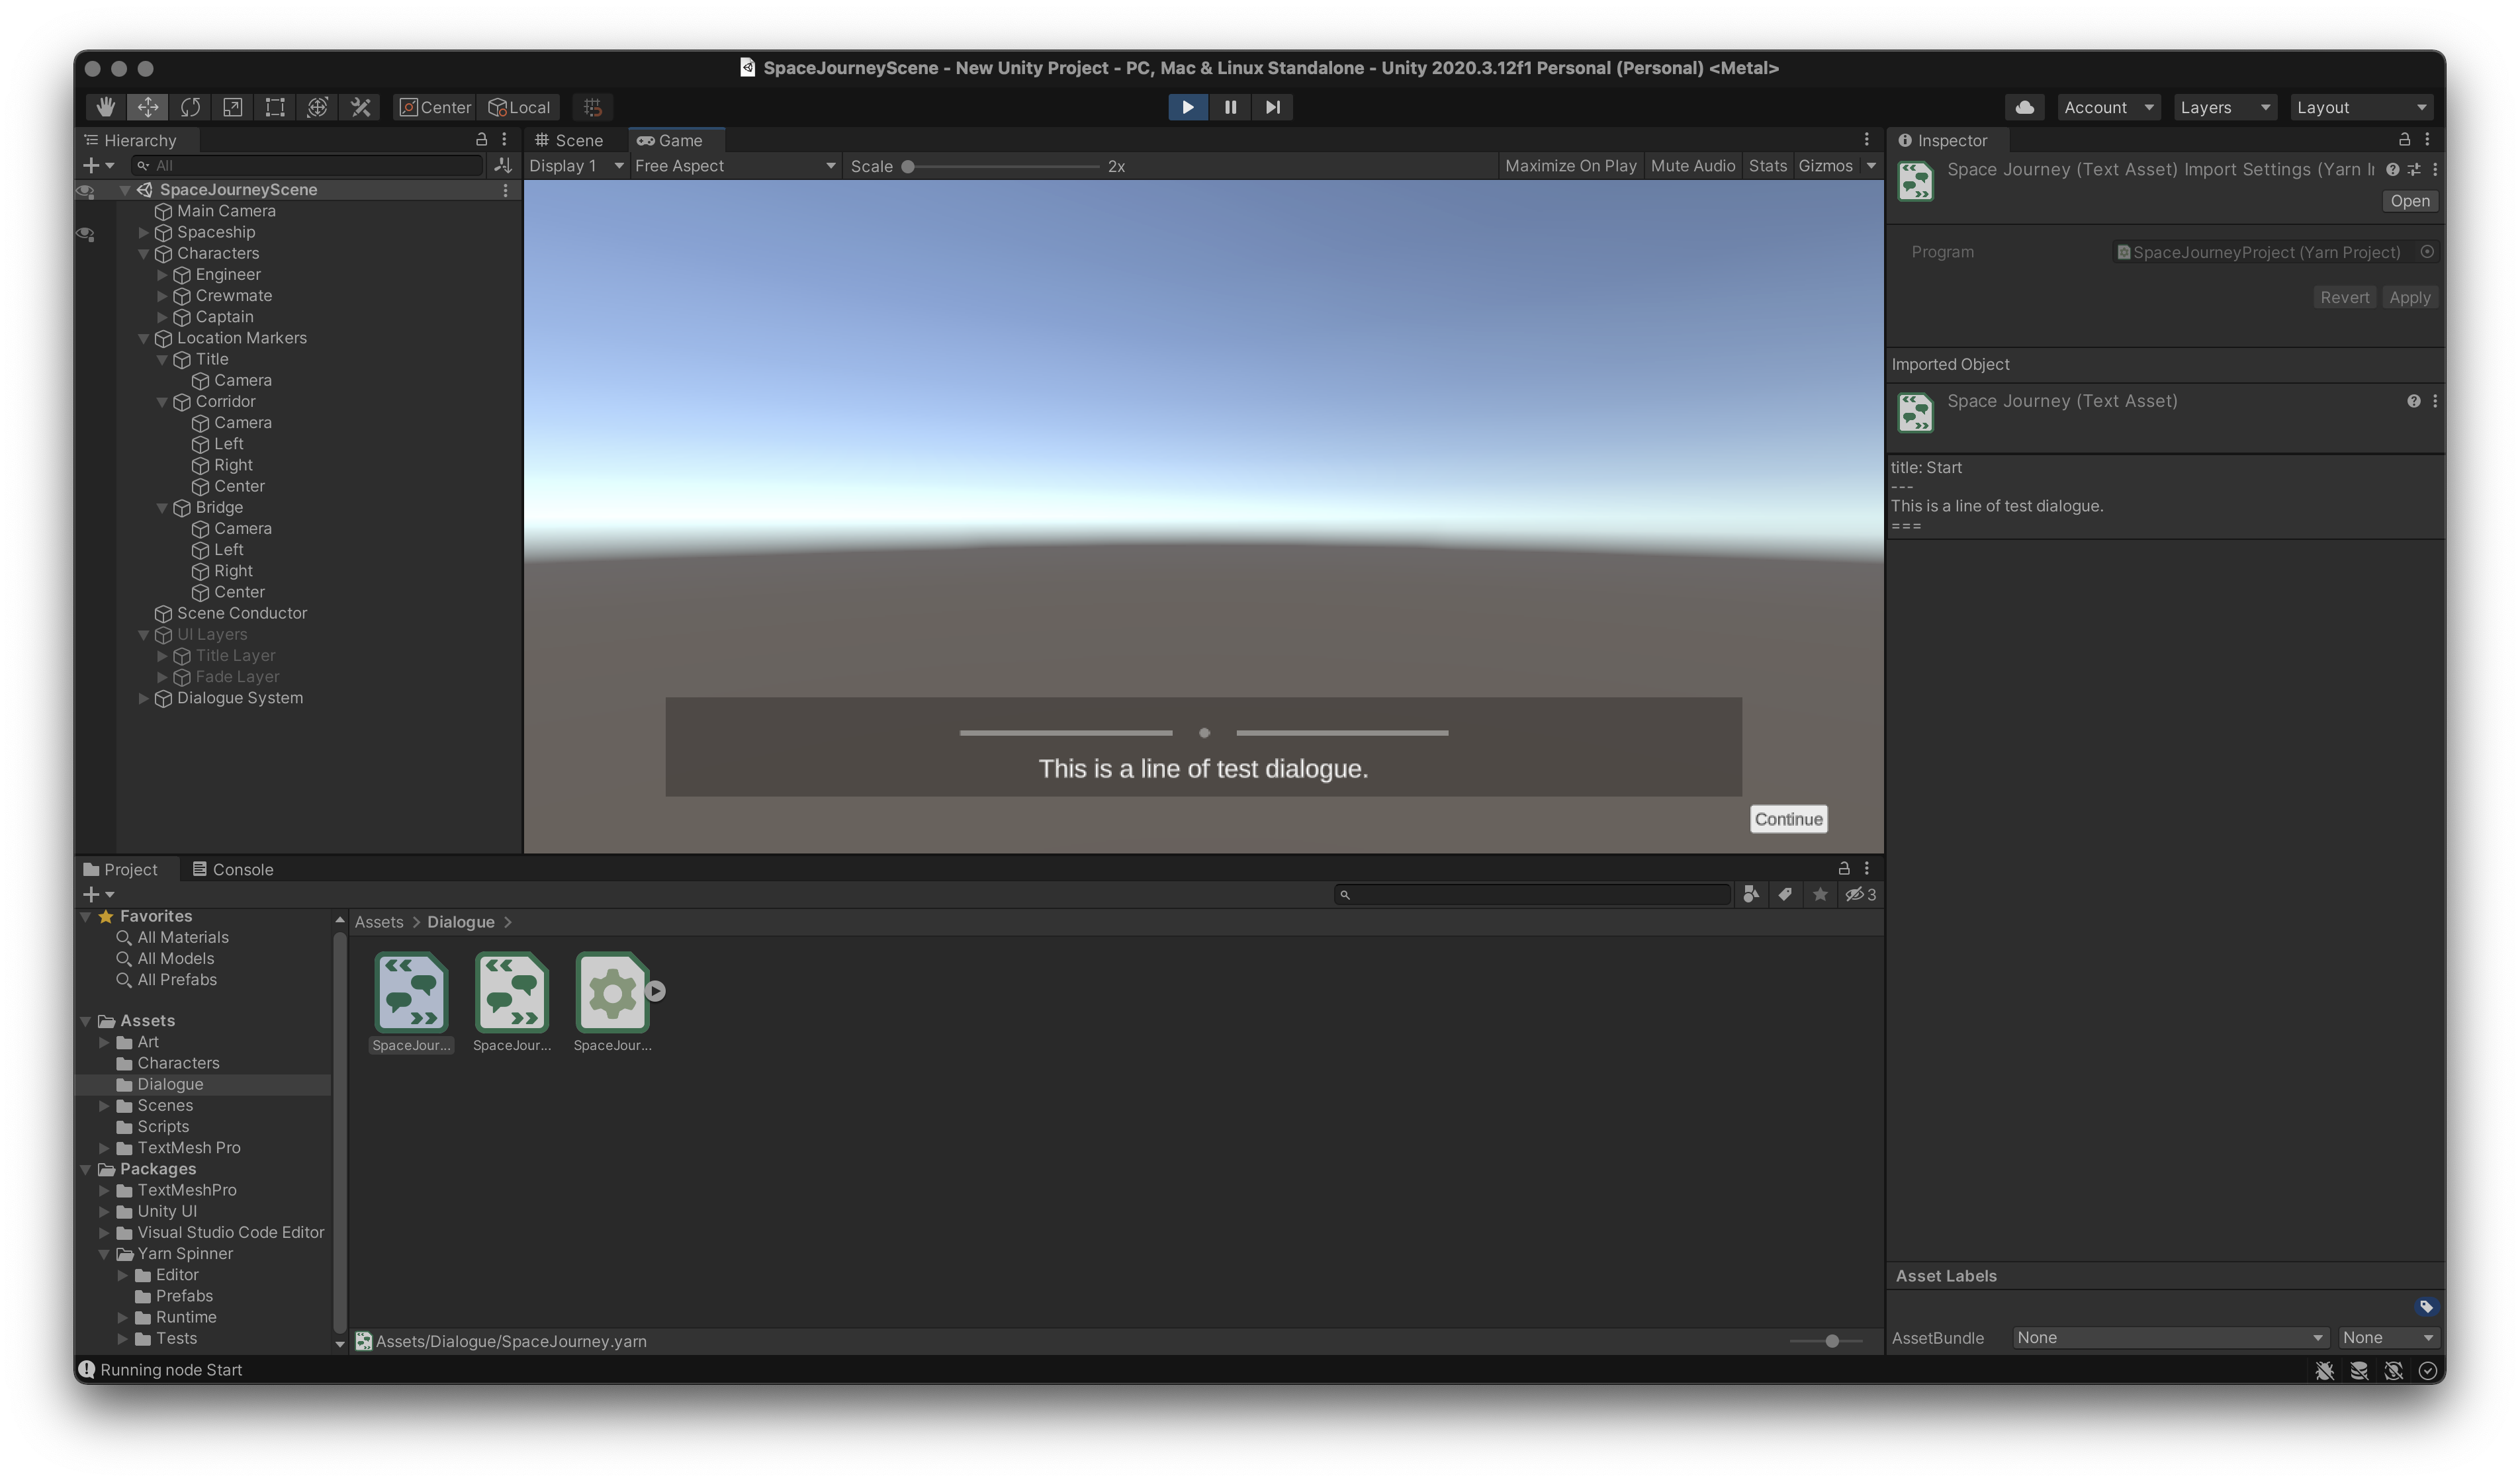 SpaceJourneyScene - New Unity Project - PC, Mac & Linux Standalone - Unity 2020.3.12f1 Personal (Personal) <Metal>
Center
Local
Account
Layers
Layout
Hierarchy
All
SpaceJourneyScene
Main Camera
Spaceship
Characters
Engineer
Crewmate
Captain
Location Markers
Title
Camera
Corridor
Camera
Left
Right
Center
Bridge
Camera
Left
Right
Center
Scene Conductor
UI Layers
Title Layer
Fade Layer
Dialogue System
Scene
Game
Display 1
Free Aspect
Scale
2x
Maximize On Play
Mute Audio
Stats
Gizmos
This is a line of test dialogue.
Continue
Inspector
Space Journey (Text Asset) Import Settings (Yarn Ir
Open
Program
SpaceJourneyProject (Yarn Project)
Revert
Apply
Imported Object
Space Journey (Text Asset)
title: Start
---
This is a line of test dialogue.
===
Asset Labels
AssetBundle
None
None
Project
Console
3
Favorites
All Materials
All Models
All Prefabs
Assets
Art
Characters
Dialogue
Scenes
Scripts
TextMesh Pro
Packages
TextMeshPro
Unity UI
Visual Studio Code Editor
Yarn Spinner
Editor
Prefabs
Runtime
Tests
Assets > Dialogue >
SpaceJour...
SpaceJour...
SpaceJour...
Assets/Dialogue/SpaceJourney.yarn
Running node Start